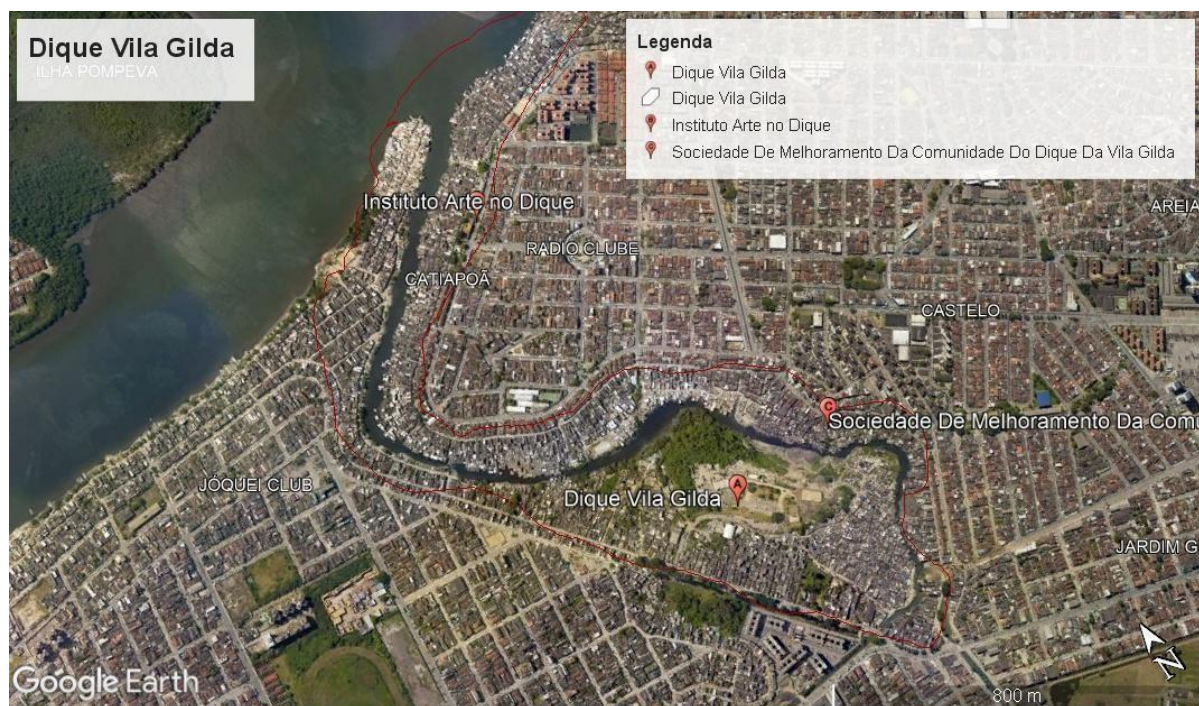 Dique Vila Gilda
ILHA POMPEVA
Legenda
A Dique Vila Gilda
Dique Vila Gilda
B Instituto Arte no Dique
C Sociedade De Melhoramento Da Comunidade Do Dique Da Vila Gilda
AREIA
Instituto Arte no Dique
RADIO CLUBE
CATIAPOÃ
CASTELO
C
Sociedade De Melhoramento Da Comu
JÓQUEI CLUB
A
Dique Vila Gilda
JARDIM G
N
Google Earth
800 m